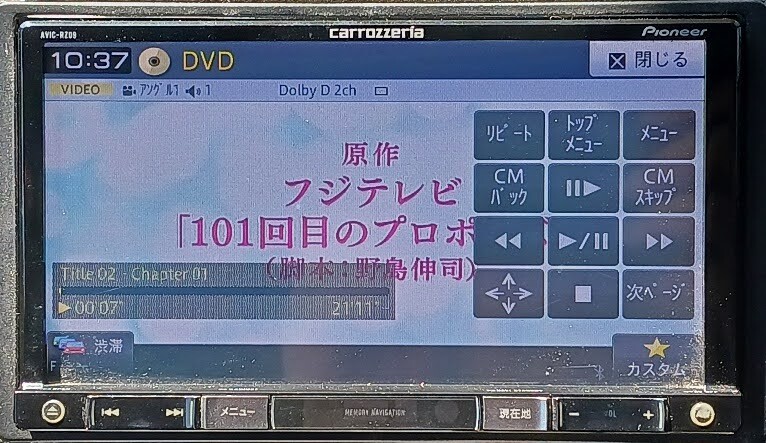 AVIC-RZ09 carrozzeria Pioneer
10:37 DVD 閉じる
VIDEO ｱﾝｸﾞﾙ1 1 Dolby D 2ch
原作
フジテレビ
「101回目のプロポ
(脚本:野島伸司)
ﾘﾋﾟｰﾄ ﾄｯﾌﾟ ﾒﾆｭｰ ﾒﾆｭｰ
CM ﾊﾞｯｸ CM ｽｷｯﾌﾟ
次ﾍﾟｰｼﾞ
Title 02 Chapter 01
00'07" 21'11"
渋滞 カスタム
メニュー MEMORY NAVIGATION 現在地 - VOL +